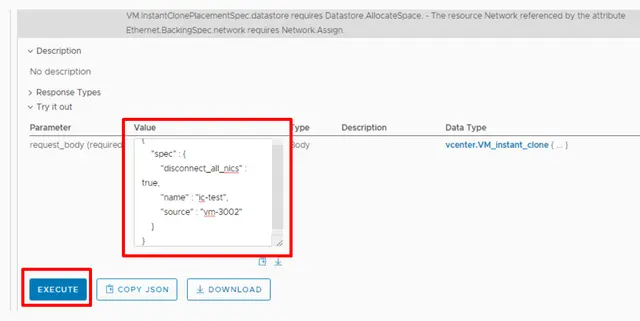 VM.InstantClonePlacementSpec.datastore requires Datastore.AllocateSpace. - The resource Network referenced by the attribute
Ethernet.BackingSpec.network requires Network.Assign.
Description
No description
Response Types
Try it out
Parameter Value Type Description Data Type
request_body (required Body vcenter.VM_instant_clone { ... }
{
"spec" : {
"disconnect_all_nics" :
true,
"name" : "ic-test",
"source" : "vm-3002"
}
}
EXECUTE COPY JSON DOWNLOAD